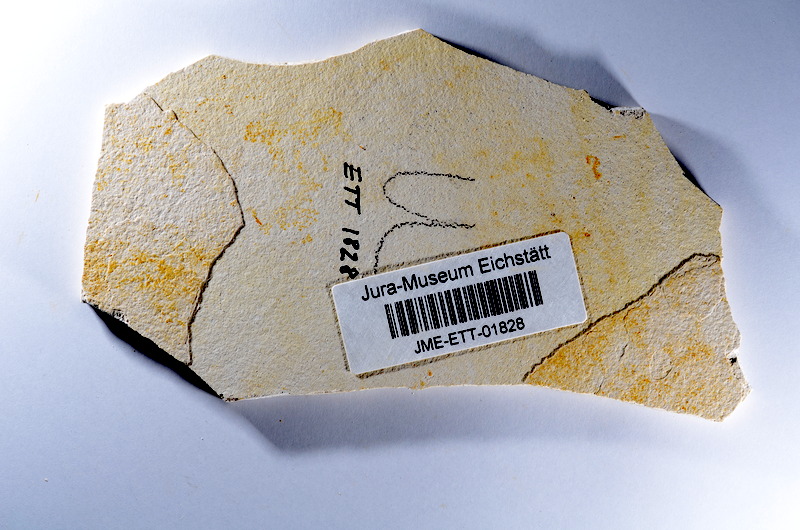 ETT 1828
Jura-Museum Eichstätt
JME-ETT-01828